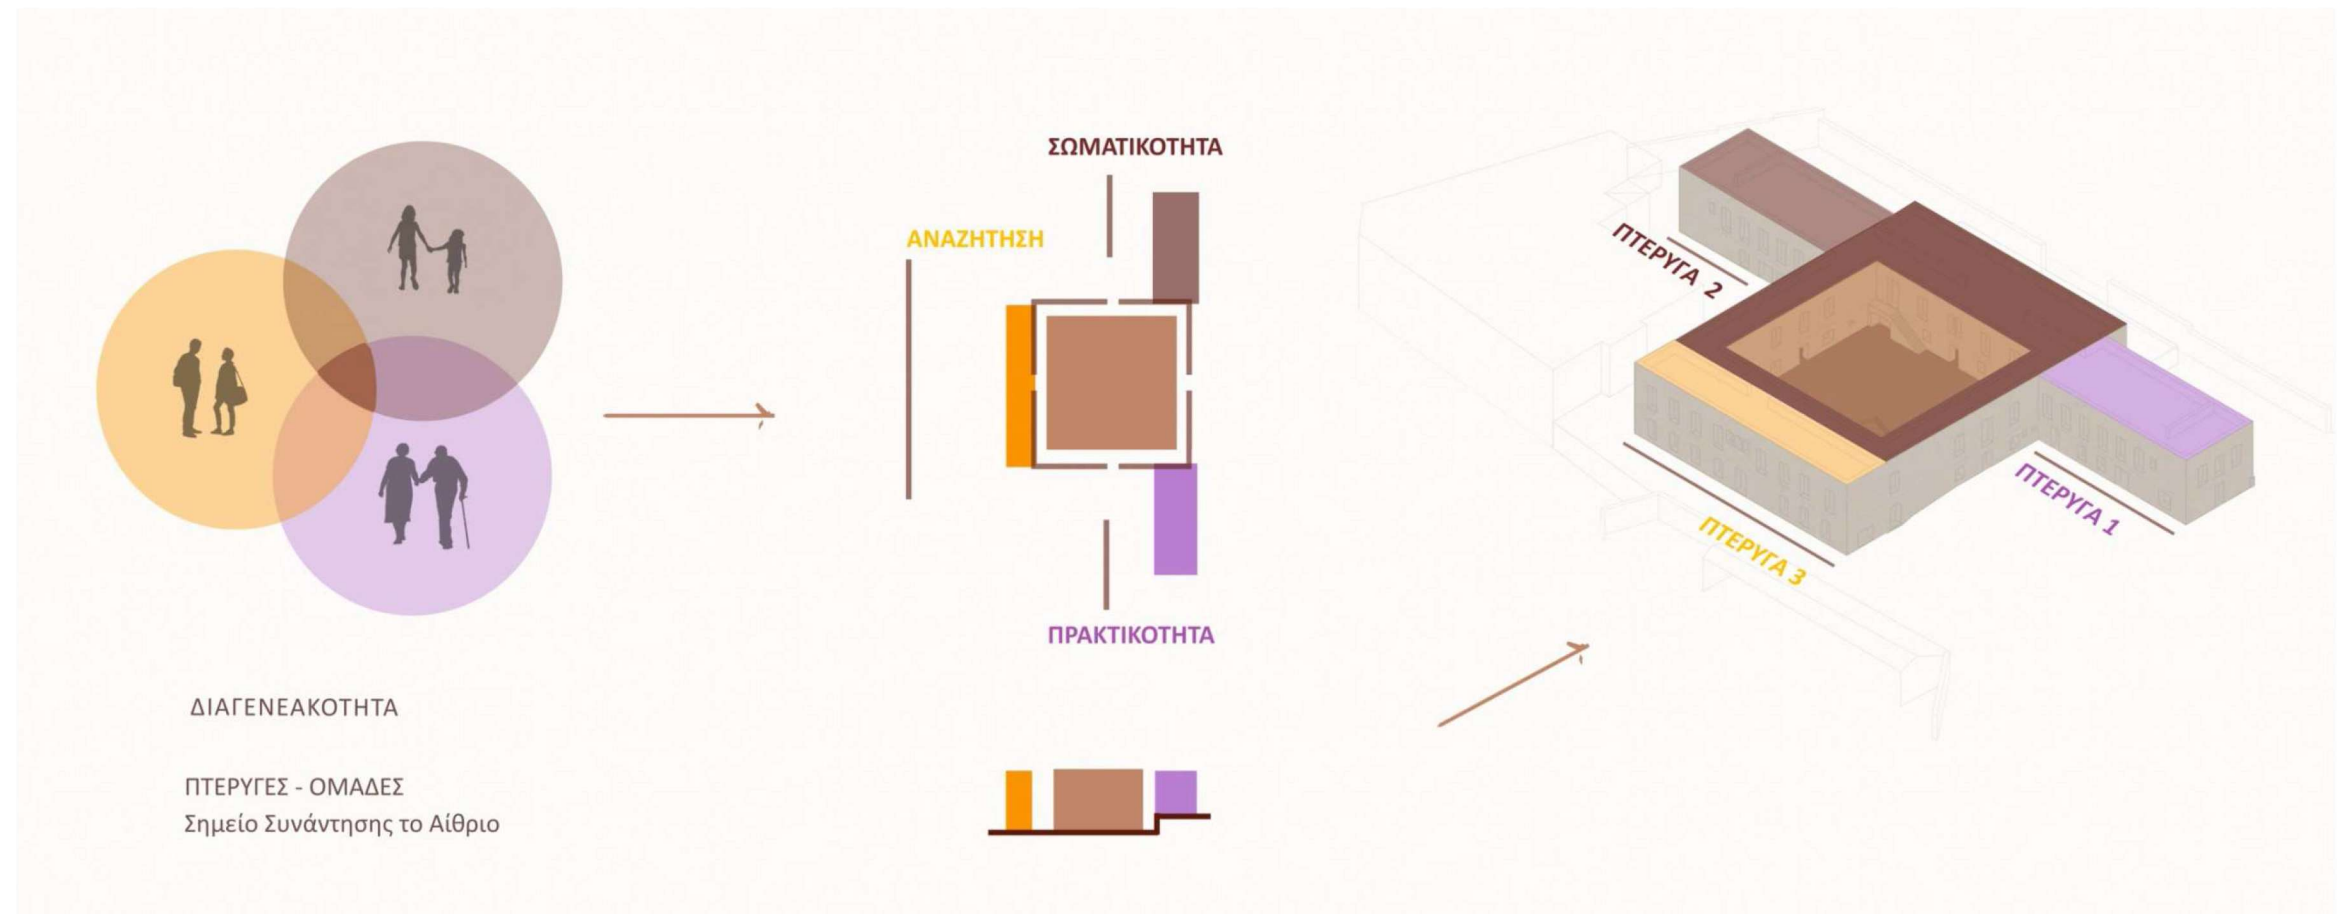 ΣΩΜΑΤΙΚΟΤΗΤΑ
ΑΝΑΖΗΤΗΣΗ
ΠΡΑΚΤΙΚΟΤΗΤΑ
ΠΤΕΡΥΓΑ 2
ΠΤΕΡΥΓΑ 1
ΠΤΕΡΥΓΑ 3
ΔΙΑΓΕΝΕΑΚΟΤΗΤΑ
ΠΤΕΡΥΓΕΣ - ΟΜΑΔΕΣ
Σημείο Συνάντησης το Αίθριο